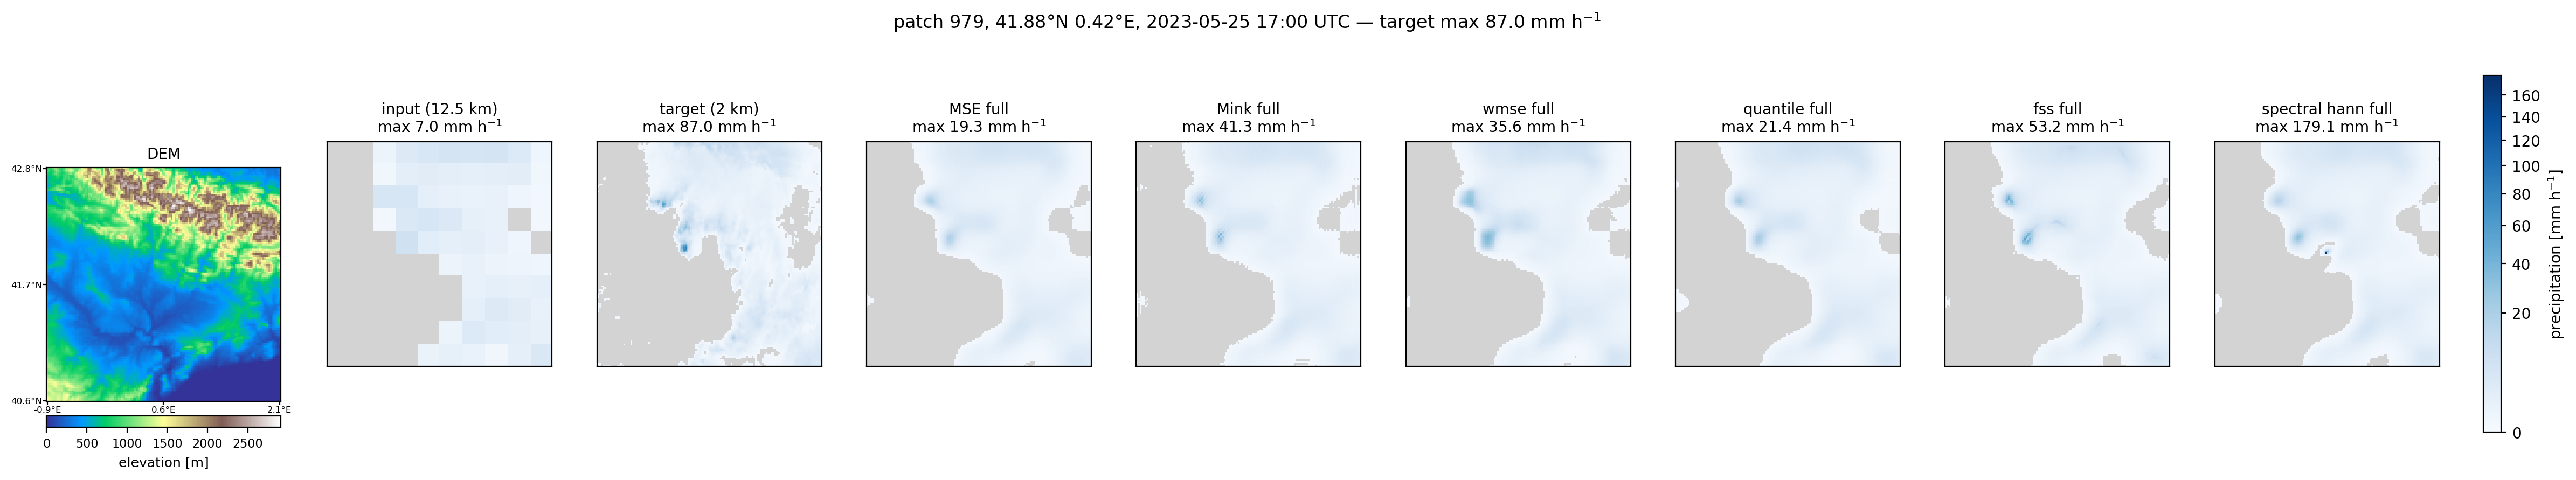 patch 979, 41.88°N 0.42°E, 2023-05-25 17:00 UTC — target max 87.0 mm h⁻¹
DEM
42.8°N
41.7°N
40.6°N
-0.9°E 0.6°E 2.1°E
0 500 1000 1500 2000 2500
elevation [m]
input (12.5 km)
max 7.0 mm h⁻¹
target (2 km)
max 87.0 mm h⁻¹
MSE full
max 19.3 mm h⁻¹
Mink full
max 41.3 mm h⁻¹
wmse full
max 35.6 mm h⁻¹
quantile full
max 21.4 mm h⁻¹
fss full
max 53.2 mm h⁻¹
spectral hann full
max 179.1 mm h⁻¹
160
140
120
100
80
60
40
20
0
precipitation [mm h⁻¹]